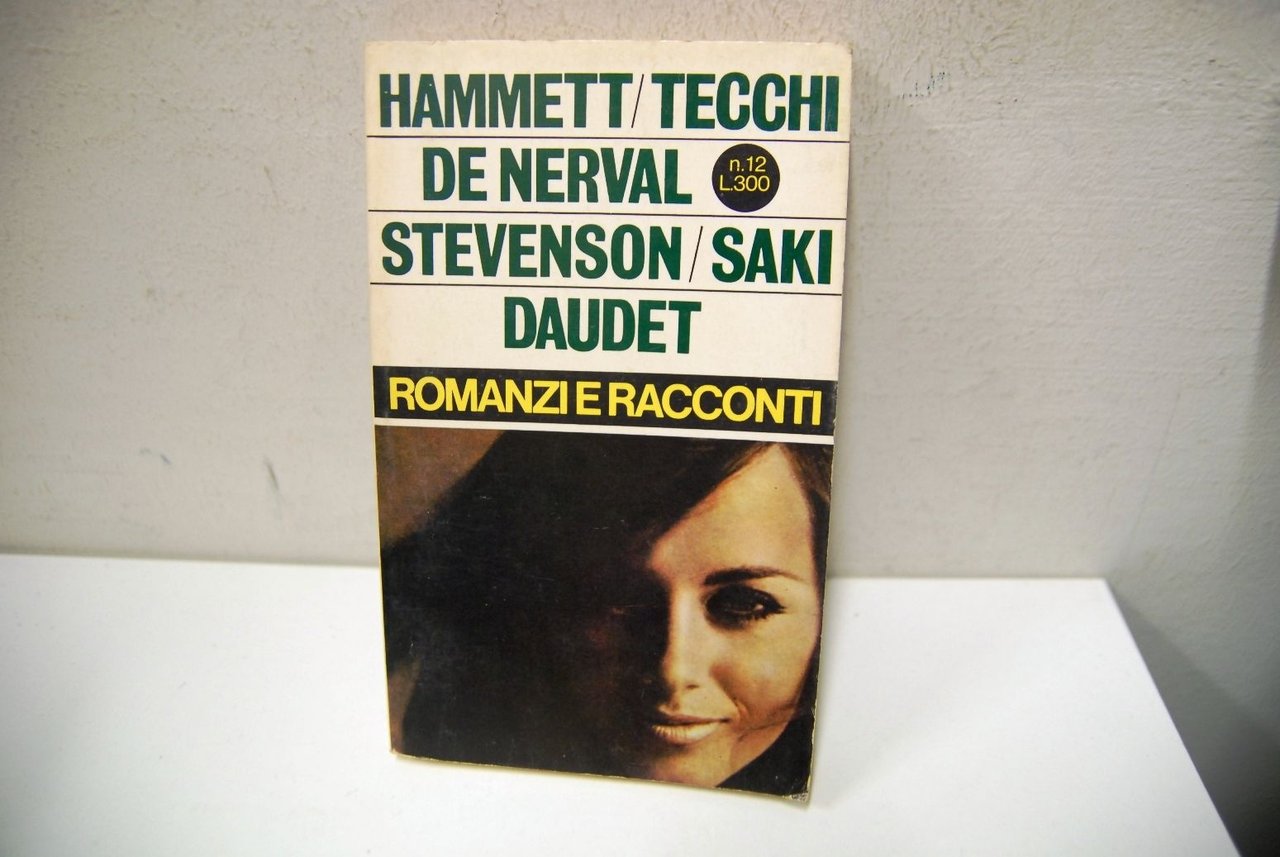 HAMMETT/TECCHI
DE NERVAL
n.12
L.300
STEVENSON/SAKI
DAUDET
ROMANZI E RACCONTI